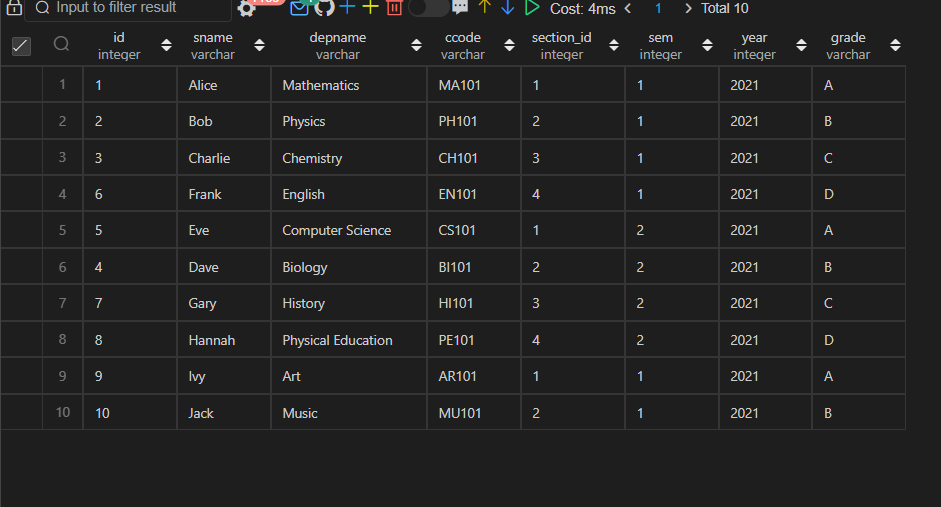 Input to filter result Cost: 4ms 1 Total 10
id sname depname ccode section_id sem year grade
integer varchar varchar varchar integer integer integer varchar
1 1 Alice Mathematics MA101 1 1 2021 A
2 2 Bob Physics PH101 2 1 2021 B
3 3 Charlie Chemistry CH101 3 1 2021 C
4 6 Frank English EN101 4 1 2021 D
5 5 Eve Computer Science CS101 1 2 2021 A
6 4 Dave Biology BI101 2 2 2021 B
7 7 Gary History HI101 3 2 2021 C
8 8 Hannah Physical Education PE101 4 2 2021 D
9 9 Ivy Art AR101 1 1 2021 A
10 10 Jack Music MU101 2 1 2021 B